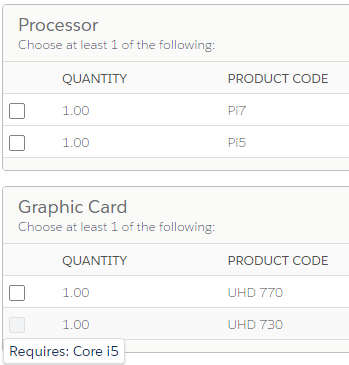 Processor
Choose at least 1 of the following:
QUANTITY PRODUCT CODE
1.00 Pi7
1.00 Pi5
Graphic Card
Choose at least 1 of the following:
QUANTITY PRODUCT CODE
1.00 UHD 770
1.00 UHD 730
Requires: Core i5